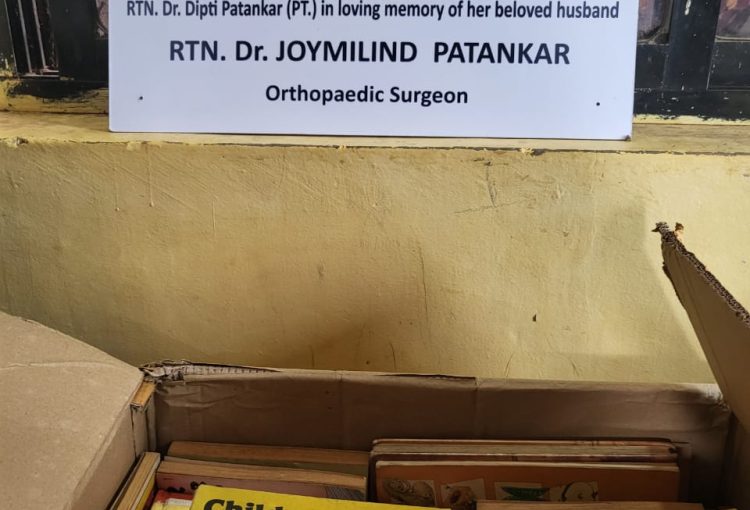 RTN. Dr. Dipti Patankar (PT.) in loving memory of her beloved husband
RTN. Dr. JOYMILIND PATANKAR
Orthopaedic Surgeon